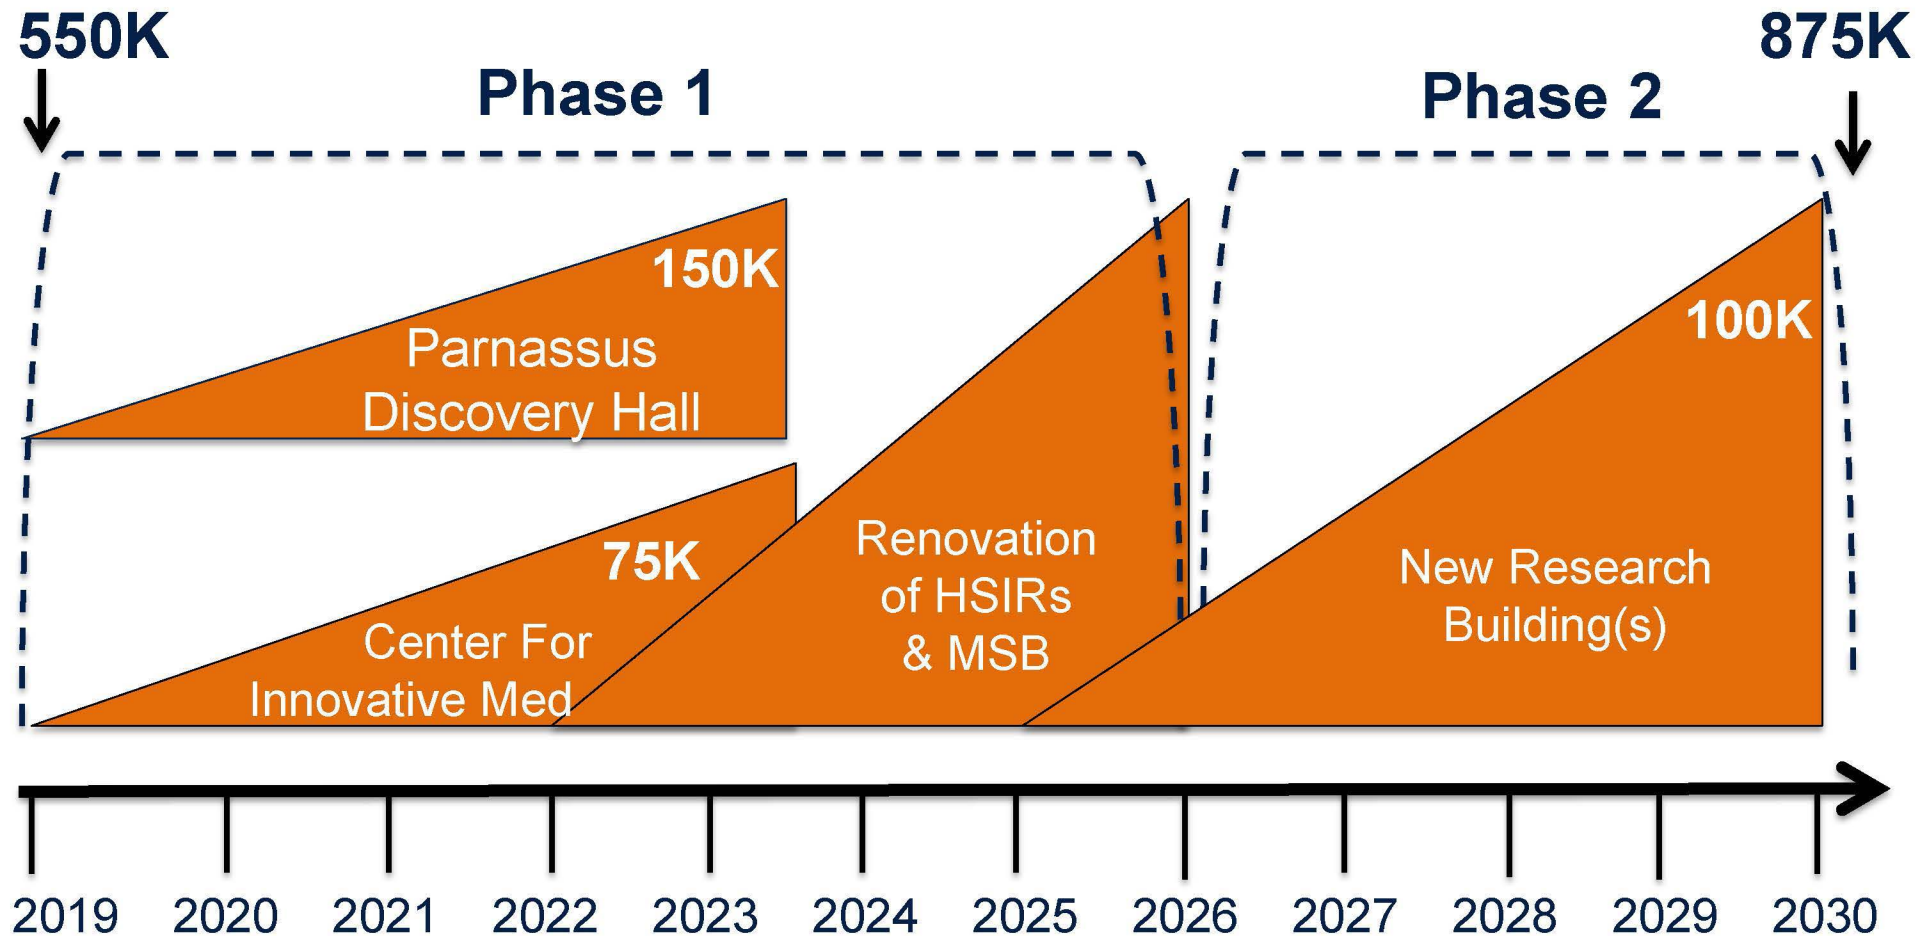 550K
875K
Phase 1
Phase 2
150K
Parnassus
Discovery Hall
75K
Center For
Innovative Med
Renovation
of HSIRs
& MSB
100K
New Research
Building(s)
2019 2020 2021 2022 2023 2024 2025 2026 2027 2028 2029 2030